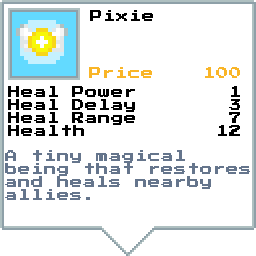 Pixie
Price 100
Heal Power 1
Heal Delay 3
Heal Range 7
Health 12
A tiny magical
being that restores
and heals nearby
allies.